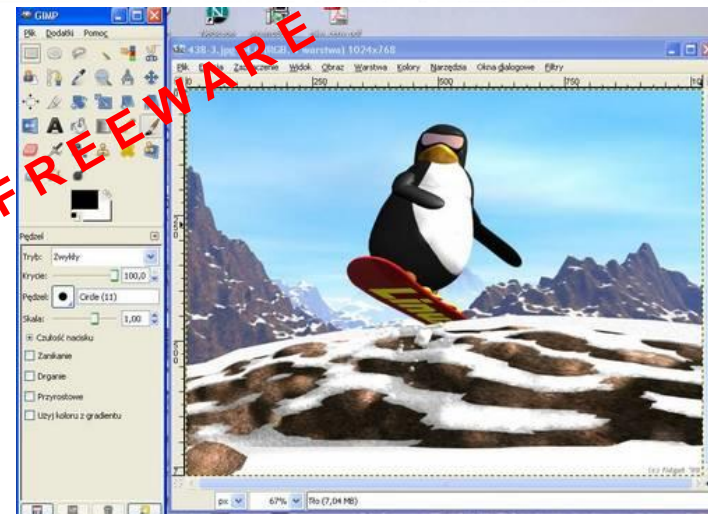 GIMP
Plik Dodatki Pomoc
FREEWARE
1024x768
Zaznaczenie Widok Obraz Warstwa Kolory Narzędzia Okna dialogowe Filtry
250 500 750
Pędzel
Tryb: Zwykły
Krycie: 100,0
Pędzel: Circle (11)
Skala: 1,00
Czułość nacisku
Zanikanie
Drganie
Przyrostowe
Użyj koloru z gradientu
px 67% Tło (7,04 MB)